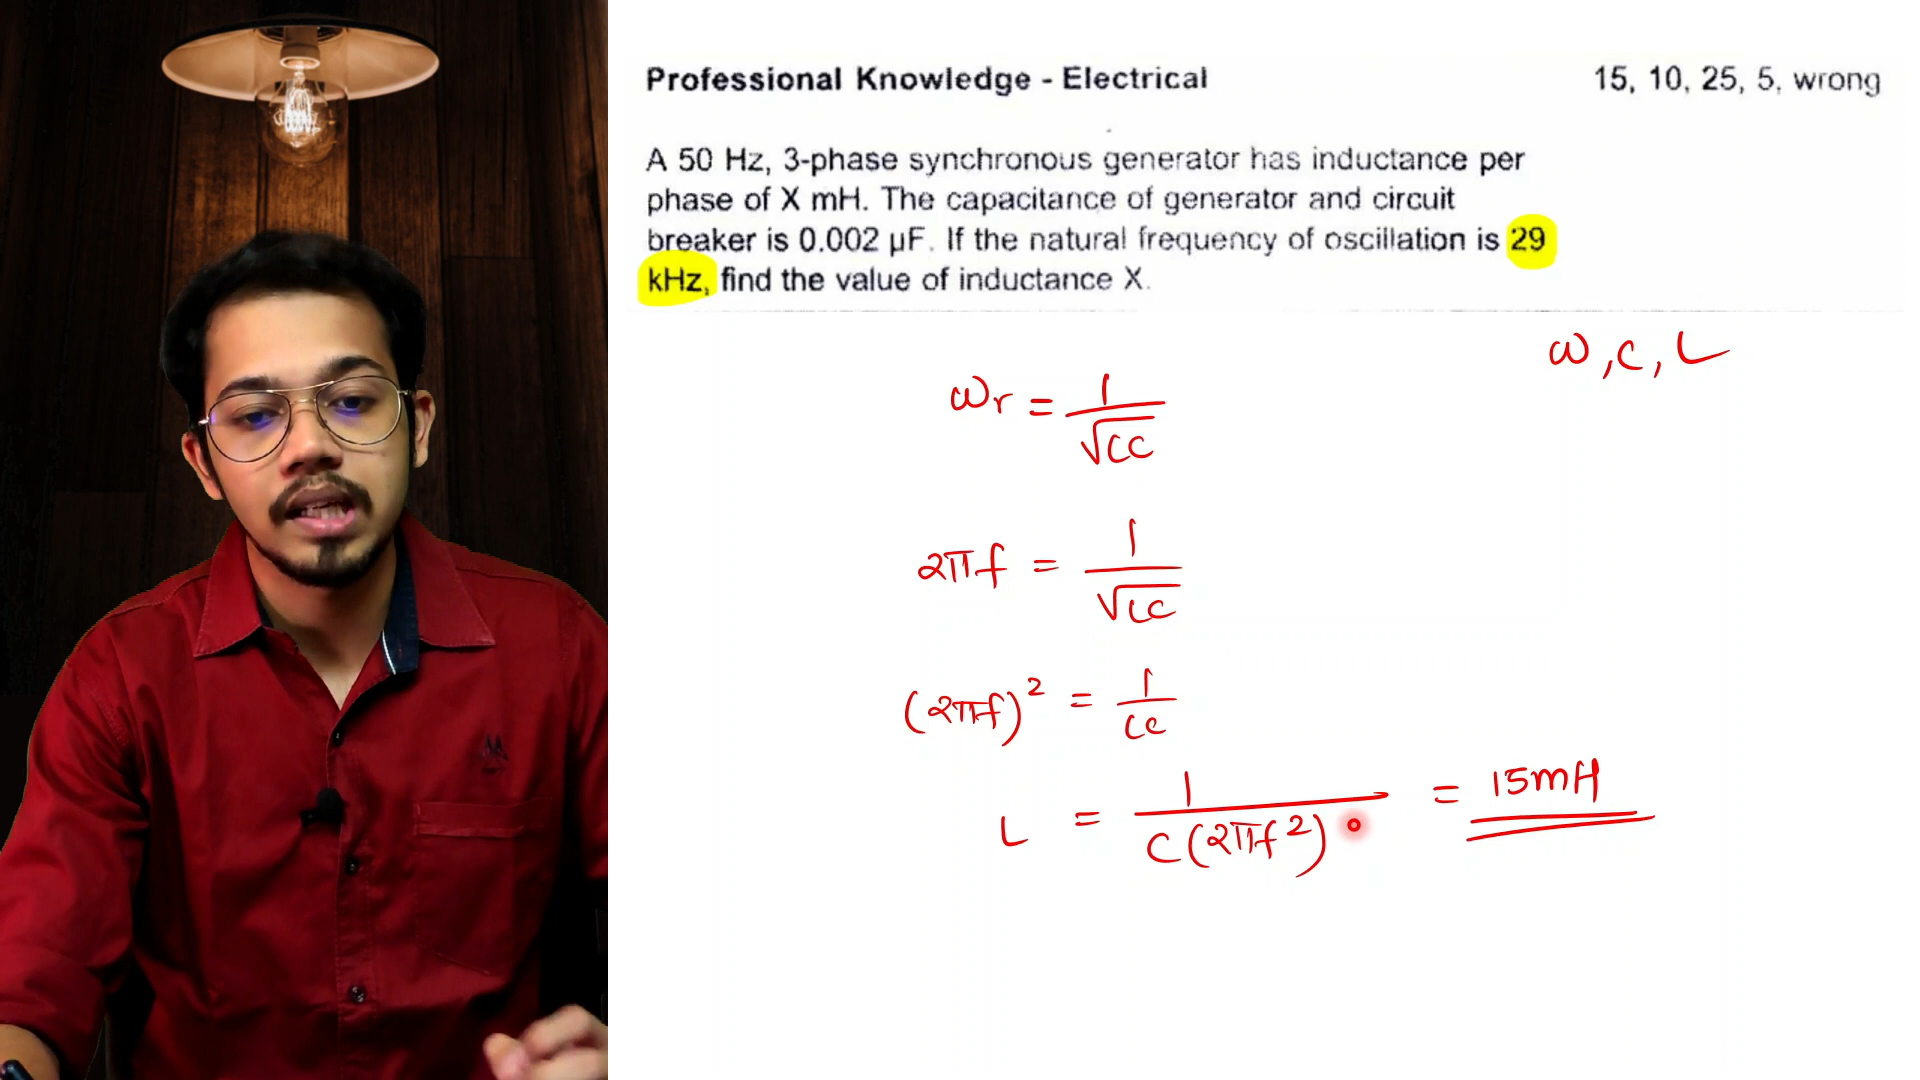 Professional Knowledge - Electrical
15, 10, 25, 5, wrong
A 50 Hz, 3-phase synchronous generator has inductance per
phase of X mH. The capacitance of generator and circuit
breaker is 0.002 µF. If the natural frequency of oscillation is 29
kHz, find the value of inductance X.
ω, C, L
ωr = 1/√LC
2πf = 1/√LC
(2πf)² = 1/LC
L = 1/C(2πf²) = 15mH